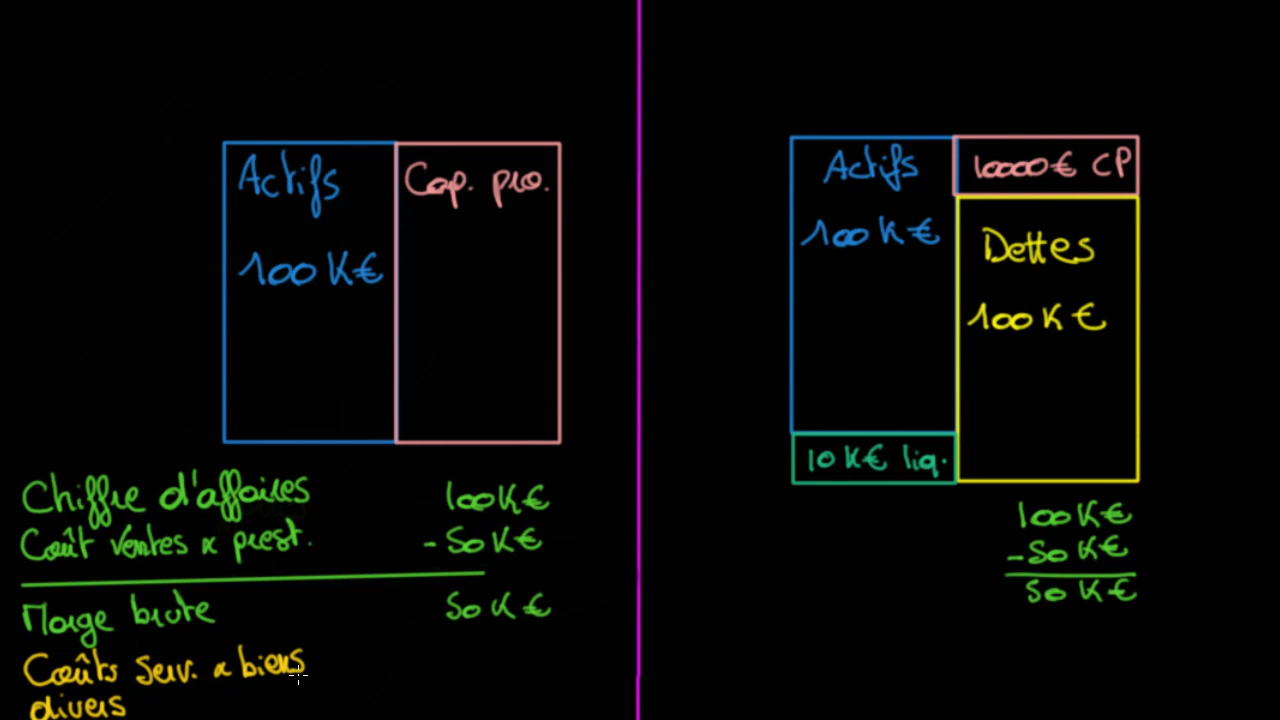 Actifs
Cap. pro.
100 K€
Chiffre d'affaires 100K€
Coût ventes & prest. - 50 K€
Marge brute 50 K€
Coûts serv. & biens
divers
Actifs
10000€ CP
100 K€
Dettes
100 K €
10 K€ liq.
100 K€
- 50 K€
50 K€